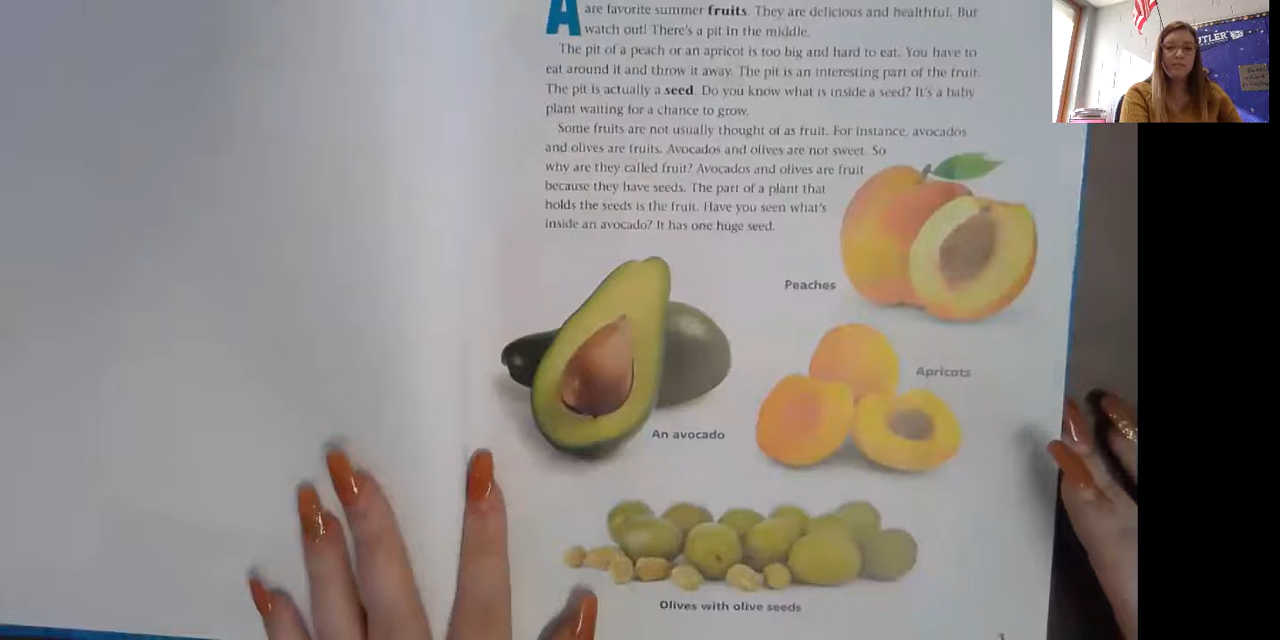 A are favorite summer fruits. They are delicious and healthful. But
watch out! There's a pit in the middle.
The pit of a peach or an apricot is too big and hard to eat. You have to
eat around it and throw it away. The pit is an interesting part of the fruit.
The pit is actually a seed. Do you know what is inside a seed? It's a baby
plant waiting for a chance to grow.
Some fruits are not usually thought of as fruit. For instance, avocados
and olives are fruits. Avocados and olives are not sweet. So
why are they called fruit? Avocados and olives are fruit
because they have seeds. The part of a plant that
holds the seeds is the fruit. Have you seen what's
inside an avocado? It has one huge seed.
Peaches
Apricots
An avocado
Olives with olive seeds